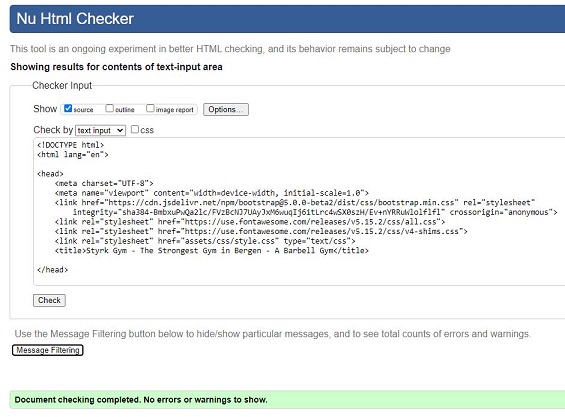 Nu Html Checker
This tool is an ongoing experiment in better HTML checking, and its behavior remains subject to change
Showing results for contents of text-input area
Checker Input
Show source outline image report Options...
Check by text input css
<!DOCTYPE html>
<html lang="en">
<head>
<meta charset="UTF-8">
<meta name="viewport" content="width=device-width, initial-scale=1.0">
<link href="https://cdn.jsdelivr.net/npm/bootstrap@5.0.0-beta2/dist/css/bootstrap.min.css" rel="stylesheet"
integrity="sha384-BmbxuPwQa2lc/FVzBcNJ7UAyJxM6wuqIj61tLrc4wSX0szH/Ev+nYRRuWlolflfl" crossorigin="anonymous">
<link rel="stylesheet" href="https://use.fontawesome.com/releases/v5.15.2/css/all.css">
<link rel="stylesheet" href="https://use.fontawesome.com/releases/v5.15.2/css/v4-shims.css">
<link rel="stylesheet" href="assets/css/style.css" type="text/css">
<title>Styrk Gym - The Strongest Gym in Bergen - A Barbell Gym</title>
</head>
Check
Use the Message Filtering button below to hide/show particular messages, and to see total counts of errors and warnings.
Message Filtering
Document checking completed. No errors or warnings to show.